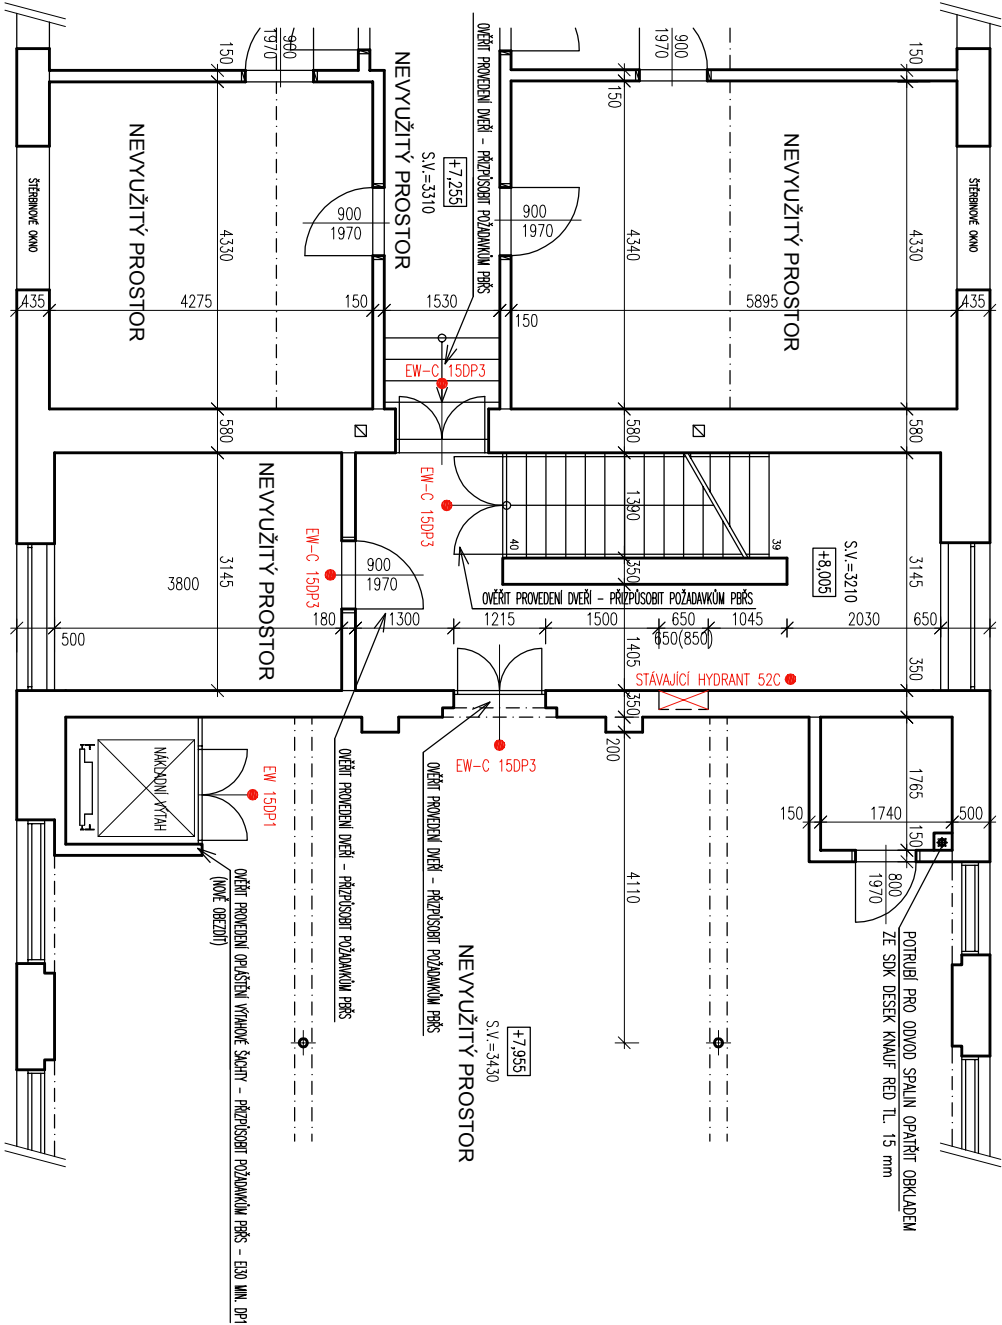 OVĚŘIT PROVEDENÍ DVEŘÍ – PŘIZPŮSOBIT POŽADAVKŮM PBŘS
150
900
1970
900
1970
150
150
NEVYUŽITÝ PROSTOR
NEVYUŽITÝ PROSTOR
S.V.=3310
+7,255
NEVYUŽITÝ PROSTOR
ŠTĚRBINOVÉ OKNO
ŠTĚRBINOVÉ OKNO
900
1970
900
1970
4330
4340
4330
435
4275
150
1530
150
5895
435
EW-C 15DP3
580
580
580
NEVYUŽITÝ PROSTOR
EW-C 15DP3
1390
40
39
S.V.=3210
+8,005
EW-C 15DP3
900
1970
3800
3145
350
3145
OVĚŘIT PROVEDENÍ DVEŘÍ – PŘIZPŮSOBIT POŽADAVKŮM PBŘS
500
180
1300
1215
1500
650
650(850)
1045
2030
650
1405
350
STÁVAJÍCÍ HYDRANT 52C
350
200
NÁKLADNÍ VÝTAH
EW 15DP1
EW-C 15DP3
OVĚŘIT PROVEDENÍ DVEŘÍ – PŘIZPŮSOBIT POŽADAVKŮM PBŘS
OVĚŘIT PROVEDENÍ DVEŘÍ – PŘIZPŮSOBIT POŽADAVKŮM PBŘS
1765
150
1740
500
150
800
1970
4110
OVĚŘIT PROVEDENÍ OPLÁŠTĚNÍ VÝTAHOVÉ ŠACHTY – PŘIZPŮSOBIT POŽADAVKŮM PBŘS – EI30 MIN. DP1
(NOVĚ OBEZDÍT)
NEVYUŽITÝ PROSTOR
S.V.=3430
+7,955
POTRUBÍ PRO ODVOD SPALIN OPATŘIT OBKLADEM
ZE SDK DESEK KNAUF RED TL. 15 mm